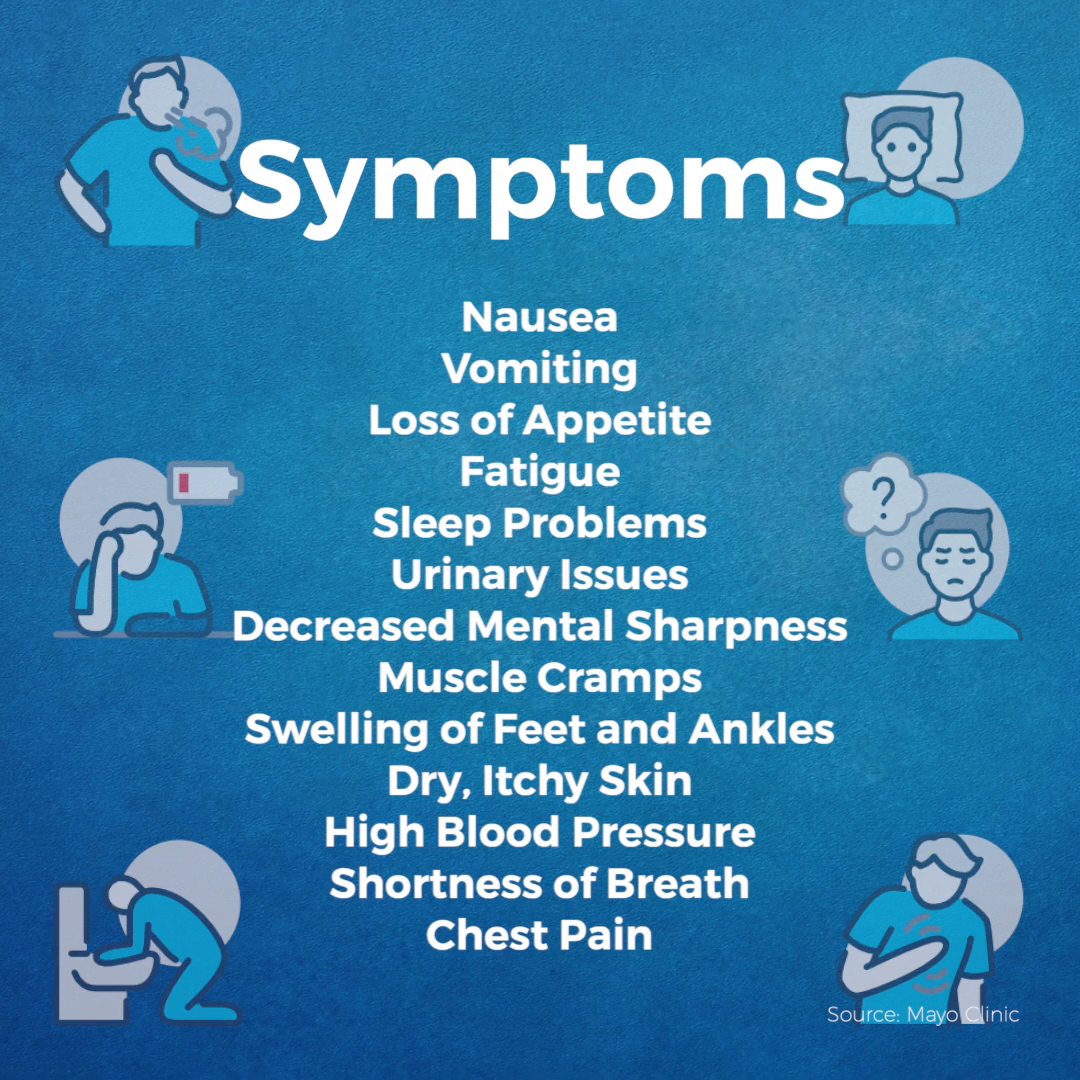 Symptoms
Nausea
Vomiting
Loss of Appetite
Fatigue
Sleep Problems
Urinary Issues
Decreased Mental Sharpness
Muscle Cramps
Swelling of Feet and Ankles
Dry, Itchy Skin
High Blood Pressure
Shortness of Breath
Chest Pain
?
Source: Mayo Clinic